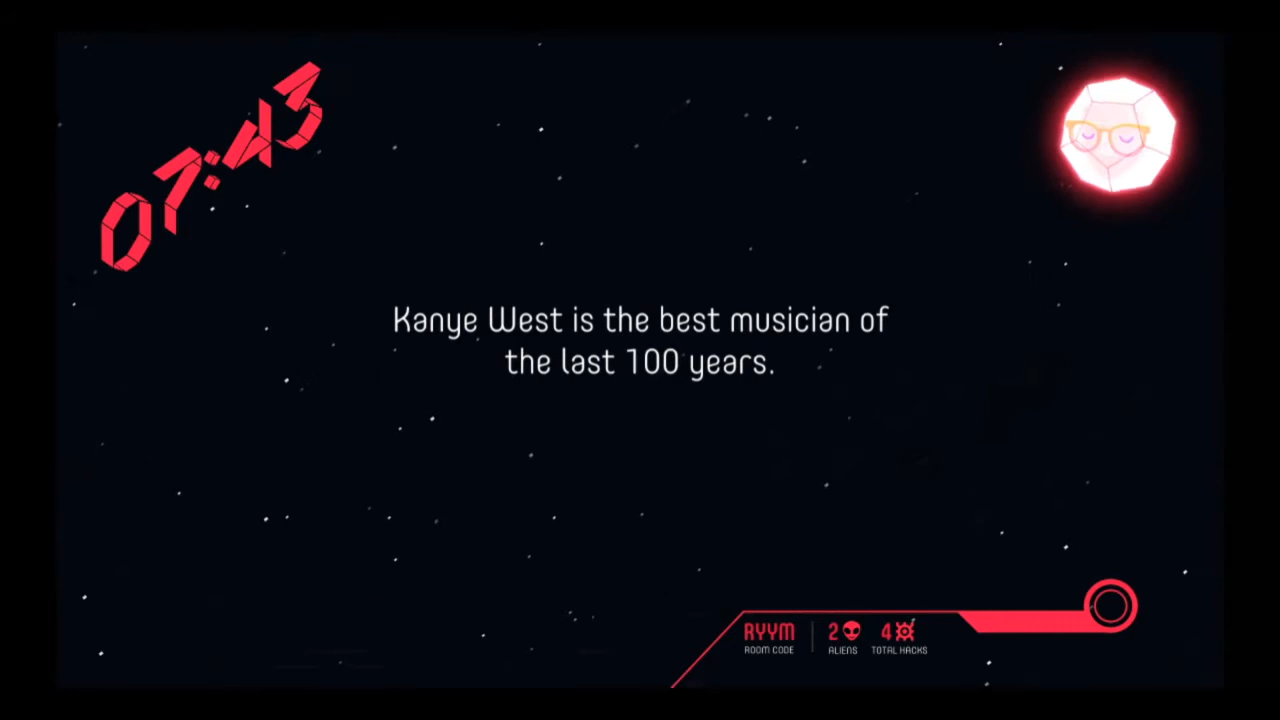 07:43
Kanye West is the best musician of
the last 100 years.
RYYM
ROOM CODE
2
ALIENS
4
TOTAL HACKS